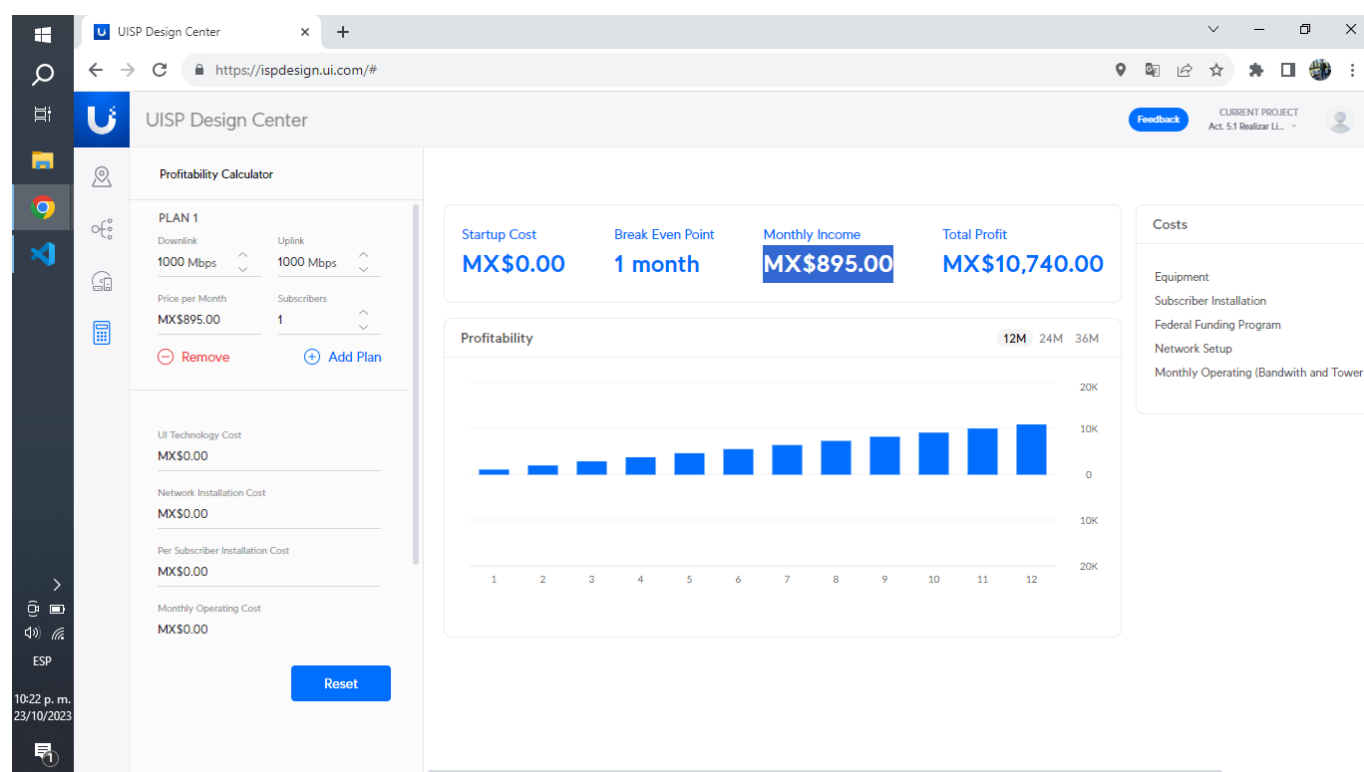 UISP Design Center
https://ispdesign.ui.com/#
UISP Design Center
Feedback
CURRENT PROJECT
Act. 5.1 Realizar Li...
Profitability Calculator
PLAN 1
Downlink
Uplink
1000 Mbps
1000 Mbps
Price per Month
Subscribers
MX$895.00
1
Remove
Add Plan
UI Technology Cost
MX$0.00
Network Installation Cost
MX$0.00
Per Subscriber Installation Cost
MX$0.00
Monthly Operating Cost
MX$0.00
Reset
Startup Cost
MX$0.00
Break Even Point
1 month
Monthly Income
MX$895.00
Total Profit
MX$10,740.00
Profitability
12M 24M 36M
20K
10K
0
10K
20K
1 2 3 4 5 6 7 8 9 10 11 12
Costs
Equipment
Subscriber Installation
Federal Funding Program
Network Setup
Monthly Operating (Bandwith and Tower
ESP
10:22 p. m.
23/10/2023
1